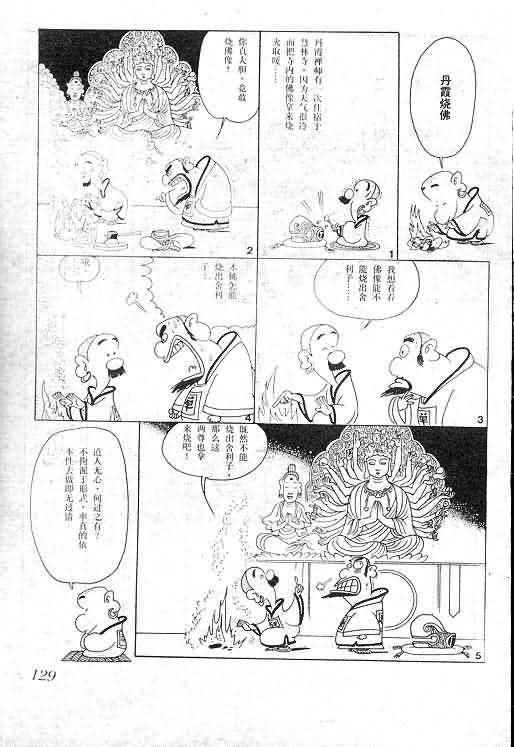 丹霞烧佛
丹霞禅师有一次住宿于
慧林寺，因为天气很冷
而把寺内的佛像拿来烧
火取暖……
1
你真大胆，竟敢
烧佛像！
2
我想看看
佛像能不
能烧出舍
利子……
3
木佛怎能
烧出舍利
子……
哦……
4
既然不能
烧出舍利子，
那么这
两尊也拿
来烧吧！
5
道人无心，何过之有？
不拘泥于形式，率真的依
本性去做即无过错
129